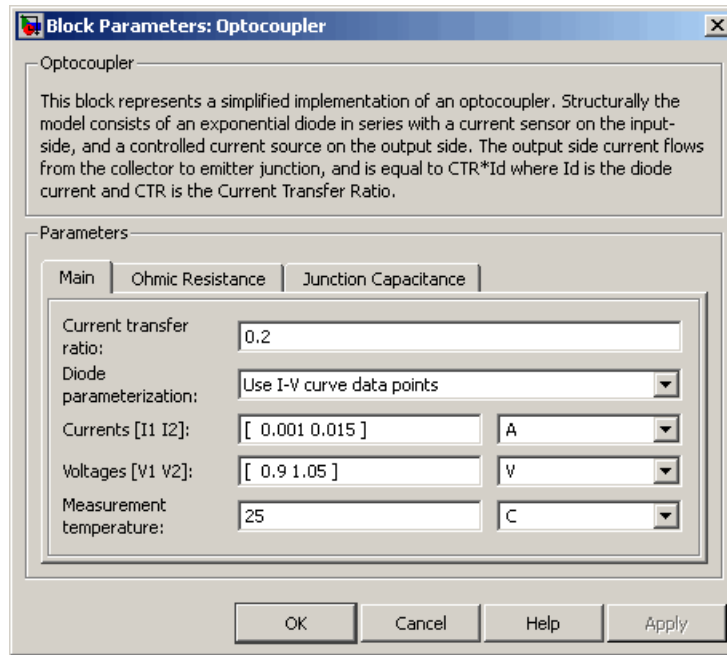 Block Parameters: Optocoupler
Optocoupler
This block represents a simplified implementation of an optocoupler. Structurally the
model consists of an exponential diode in series with a current sensor on the input-
side, and a controlled current source on the output side. The output side current flows
from the collector to emitter junction, and is equal to CTR*Id where Id is the diode
current and CTR is the Current Transfer Ratio.
Parameters
Main Ohmic Resistance Junction Capacitance
Current transfer
ratio:
0.2
Diode
parameterization:
Use I-V curve data points
Currents [I1 I2]: [ 0.001 0.015 ] A
Voltages [V1 V2]: [ 0.9 1.05 ] V
Measurement
temperature:
25 C
OK Cancel Help Apply